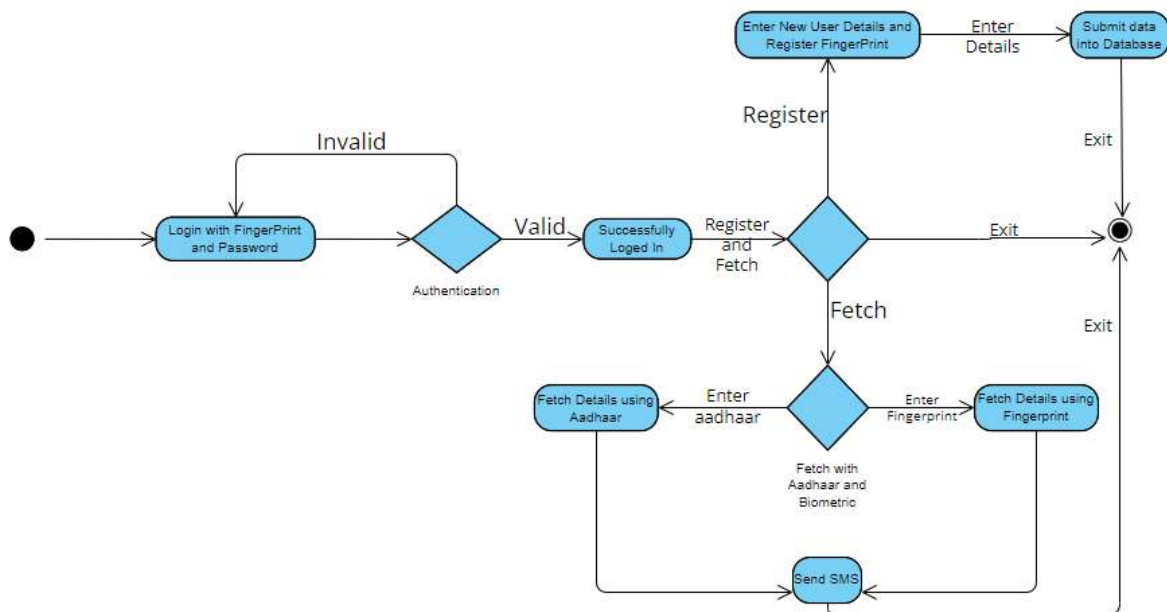 Enter New User Details and
Register FingerPrint
Enter
Details
Submit data
into Database
Register
Exit
Invalid
Login with FingerPrint
and Password
Authentication
Valid
Successfully
Loged In
Register
and
Fetch
Exit
Fetch
Exit
Fetch Details using
Aadhaar
Enter
aadhaar
Enter
Fingerprint
Fetch Details using
Fingerprint
Fetch with
Aadhaar and
Biometric
Send SMS